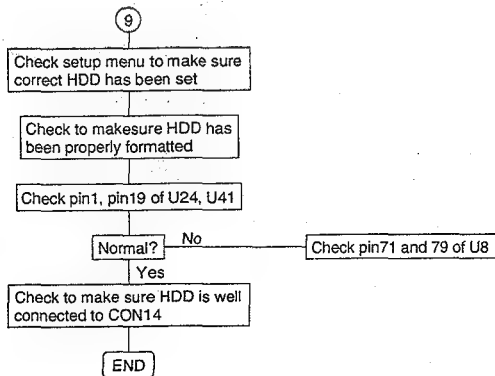 9
Check setup menu to make sure
correct HDD has been set
Check to makesure HDD has
been properly formatted
Check pin1, pin19 of U24, U41
Normal?
No
Check pin71 and 79 of U8
Yes
Check to make sure HDD is well
connected to CON14
END